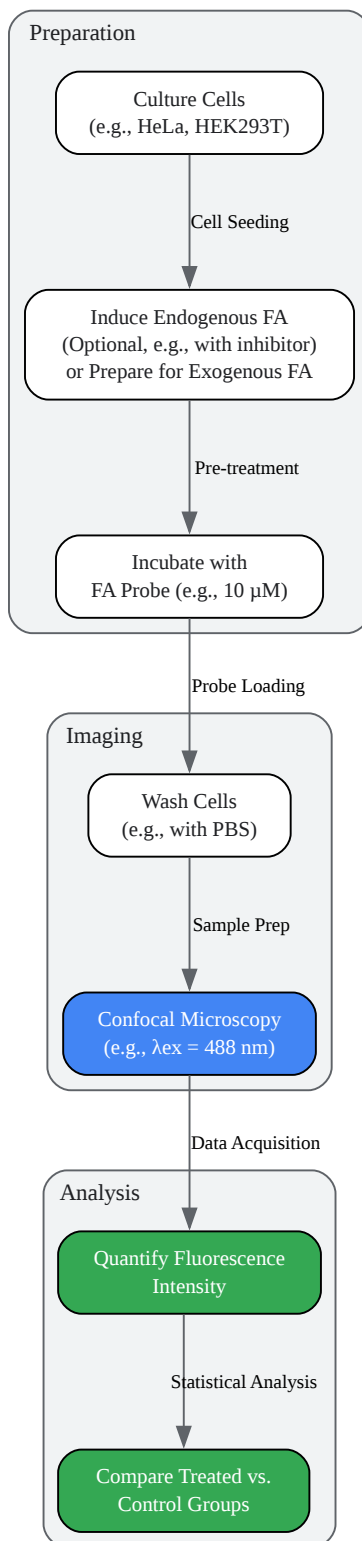 Preparation
Culture Cells
(e.g., HeLa, HEK293T)
Cell Seeding
Induce Endogenous FA
(Optional, e.g., with inhibitor)
or Prepare for Exogenous FA
Pre-treatment
Incubate with
FA Probe (e.g., 10 µM)
Probe Loading
Imaging
Wash Cells
(e.g., with PBS)
Sample Prep
Confocal Microscopy
(e.g., λex = 488 nm)
Data Acquisition
Analysis
Quantify Fluorescence
Intensity
Statistical Analysis
Compare Treated vs.
Control Groups